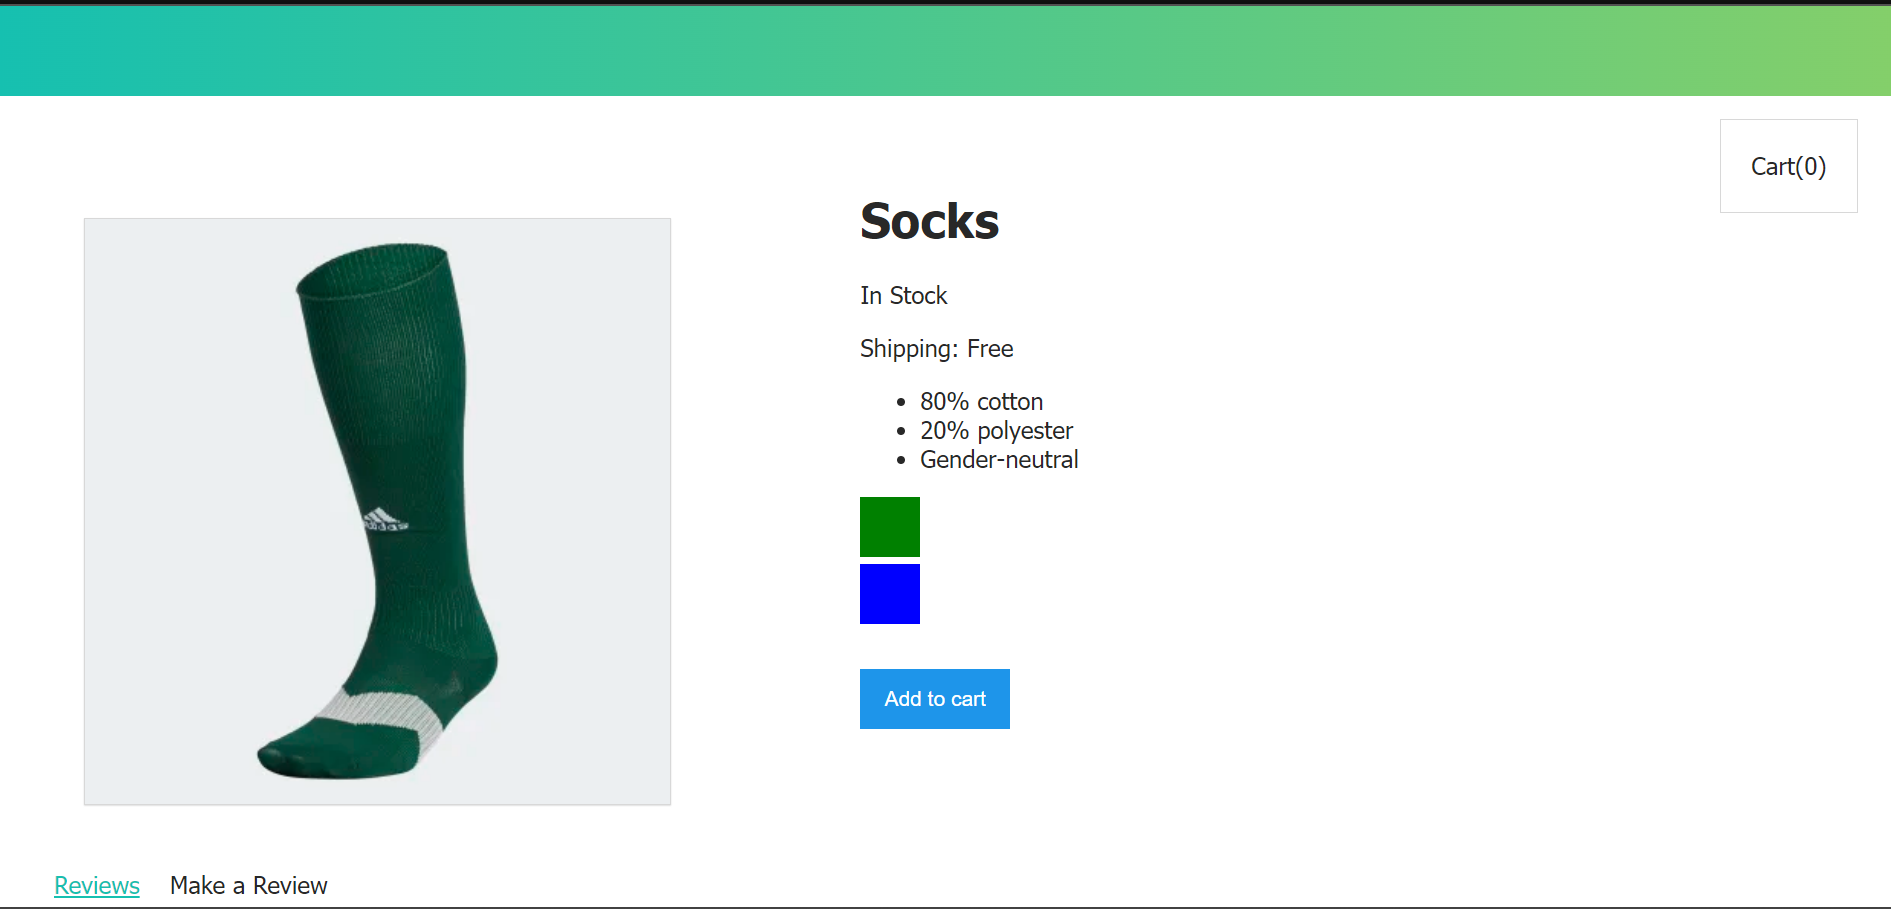 Cart(0)
Socks
In Stock
Shipping: Free
80% cotton
20% polyester
Gender-neutral
adidas
Add to cart
Reviews Make a Review